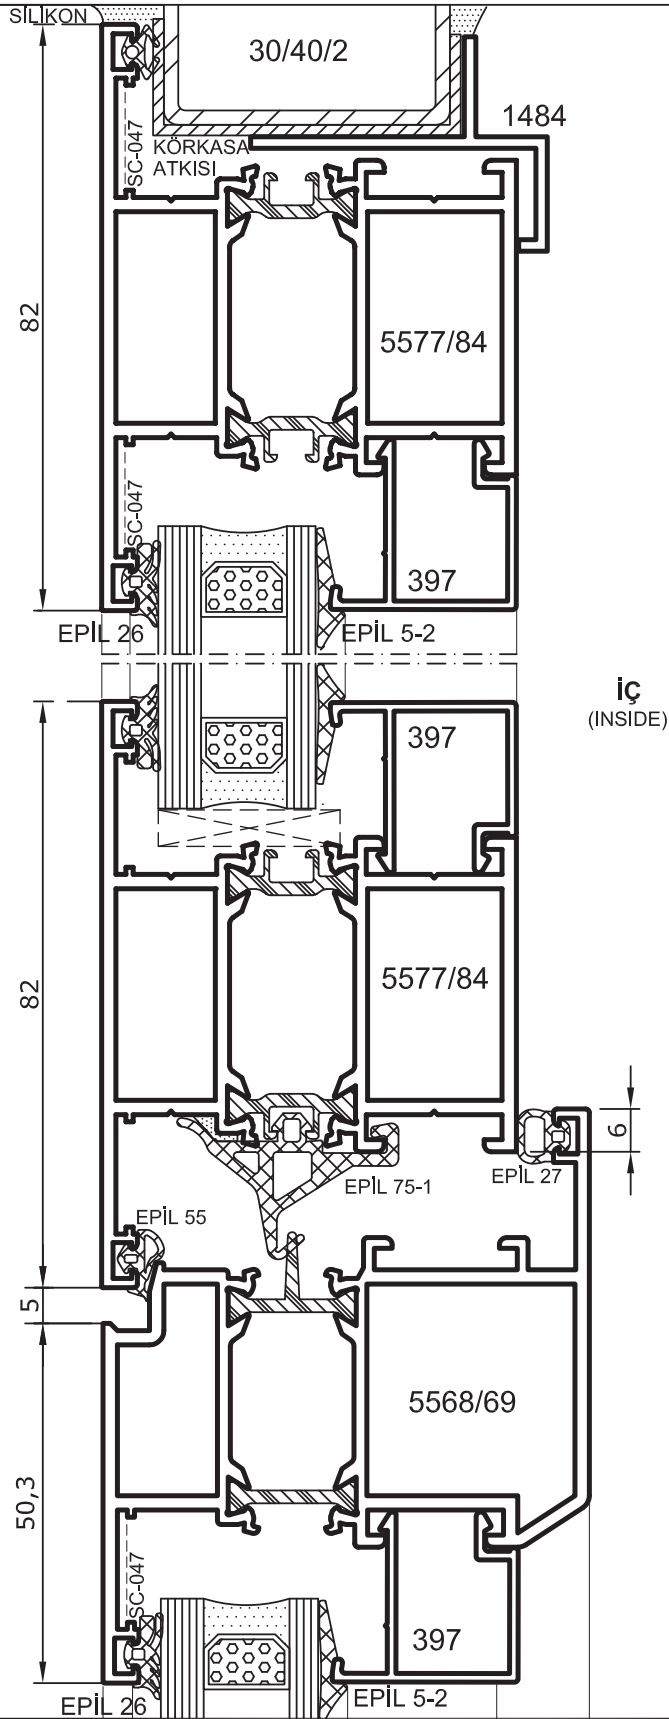 SİLİKON
30/40/2
1484
SC-047
KÖRKASA
ATKISI
82
5577/84
SC-047
397
EPİL 26
EPİL 5-2
İÇ
(INSIDE)
397
82
5577/84
6
EPİL 75-1
EPİL 27
EPİL 55
5
5568/69
50,3
SC-047
397
EPİL 26
EPİL 5-2